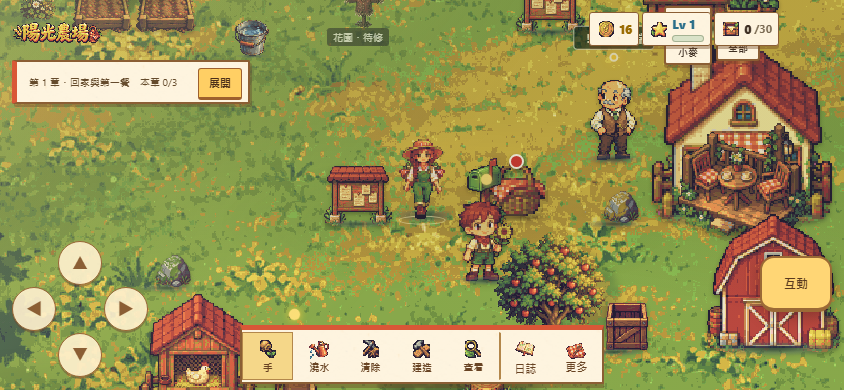 陽光農場
花圃·待修
16
Lv 1
0/30
小麥
全部
第 1 章·回家與第一餐 本章 0/3
展開
互動
手
澆水
清除
建造
查看
日誌
更多